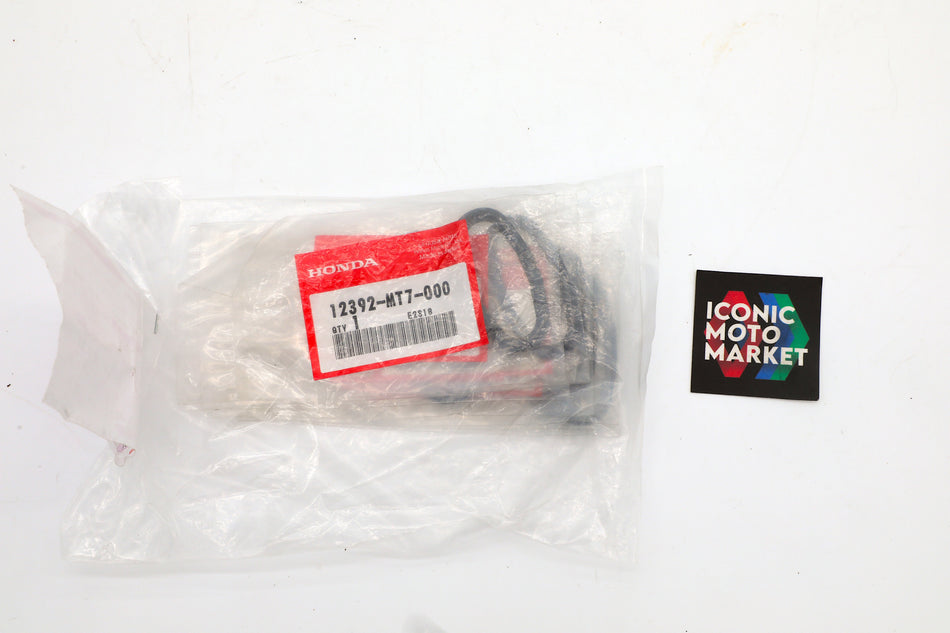 HONDA
12392-MT7-000
E2S18
QTY 1
ICONIC
MOTO
MARKET